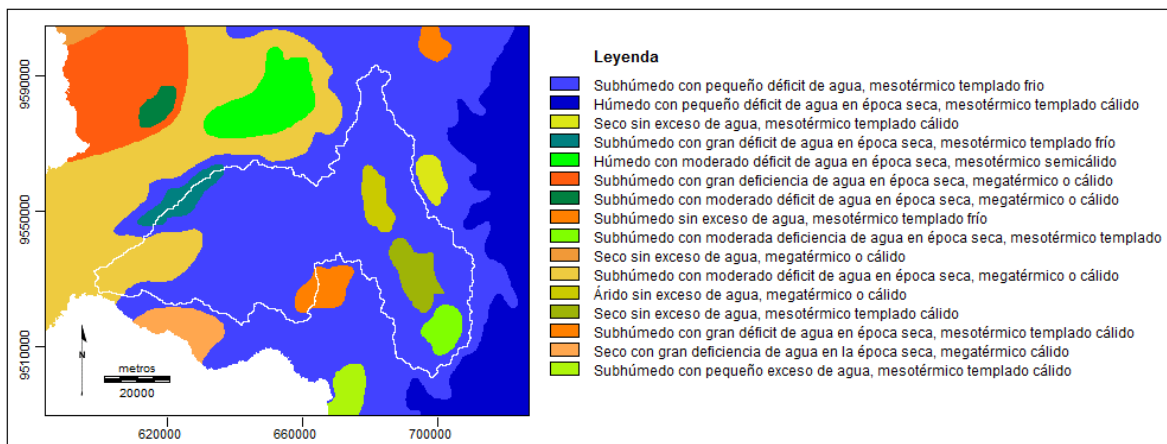 Leyenda
Subhúmedo con pequeño déficit de agua, mesotérmico templado frio
Húmedo con pequeño déficit de agua en época seca, mesotérmico templado cálido
Seco sin exceso de agua, mesotérmico templado cálido
Subhúmedo con gran déficit de agua en época seca, mesotérmico templado frío
Húmedo con moderado déficit de agua en época seca, mesotérmico semicálido
Subhúmedo con gran deficiencia de agua en época seca, megatérmico o cálido
Subhúmedo con moderado déficit de agua en época seca, megatérmico o cálido
Subhúmedo sin exceso de agua, mesotérmico templado frío
Subhúmedo con moderada deficiencia de agua en época seca, mesotérmico templado
Seco sin exceso de agua, megatérmico o cálido
Subhúmedo con moderado déficit de agua en época seca, megatérmico o cálido
Árido sin exceso de agua, megatérmico o cálido
Seco sin exceso de agua, mesotérmico templado cálido
Subhúmedo con gran déficit de agua en época seca, mesotérmico templado cálido
Seco con gran deficiencia de agua en la época seca, megatérmico cálido
Subhúmedo con pequeño exceso de agua, mesotérmico templado cálido
9590000
9550000
9510000
N
metros
20000
620000
660000
700000